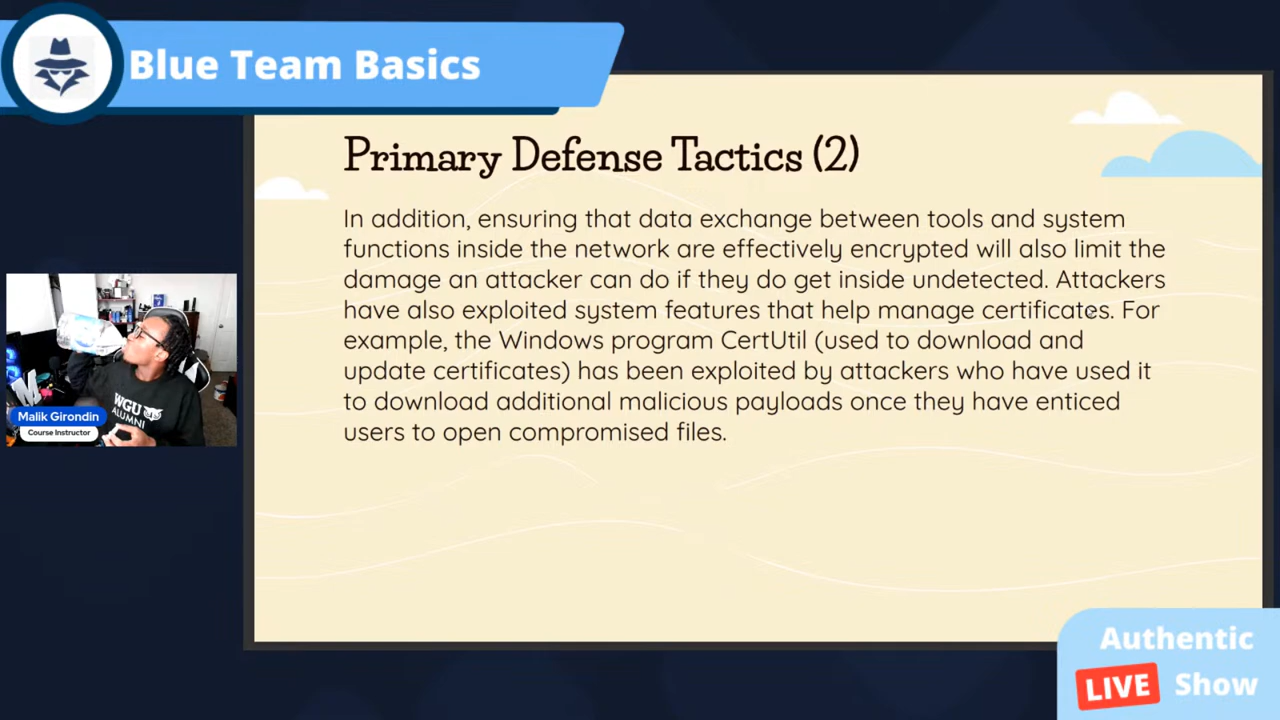 Blue Team Basics
Primary Defense Tactics (2)
In addition, ensuring that data exchange between tools and system
functions inside the network are effectively encrypted will also limit the
damage an attacker can do if they do get inside undetected. Attackers
have also exploited system features that help manage certificates. For
example, the Windows program CertUtil (used to download and
update certificates) has been exploited by attackers who have used it
to download additional malicious payloads once they have enticed
users to open compromised files.
WGU
ALUMNI
Malik Girondin
Course Instructor
Authentic
LIVE Show